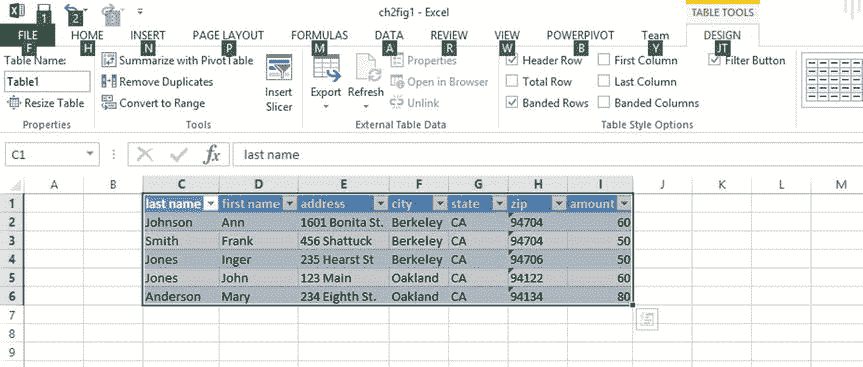 1 2 ch2fig1 - Excel TABLE TOOLS
FILE HOME INSERT PAGE LAYOUT FORMULAS DATA REVIEW VIEW POWERPIVOT Team DESIGN
F H N P M A R W B Y JT
Table Name: Summarize with PivotTable Properties Header Row First Column Filter Button
Table1 Remove Duplicates Insert Slicer Export Refresh Open in Browser Total Row Last Column
Resize Table Convert to Range Unlink Banded Rows Banded Columns
Properties Tools External Table Data Table Style Options
C1 fx last name
A B C D E F G H I J K L M
1 last name first name address city state zip amount
2 Johnson Ann 1601 Bonita St. Berkeley CA 94704 60
3 Smith Frank 456 Shattuck Berkeley CA 94704 50
4 Jones Inger 235 Hearst St Berkeley CA 94706 50
5 Jones John 123 Main Oakland CA 94122 60
6 Anderson Mary 234 Eighth St. Oakland CA 94134 80
7
8
9